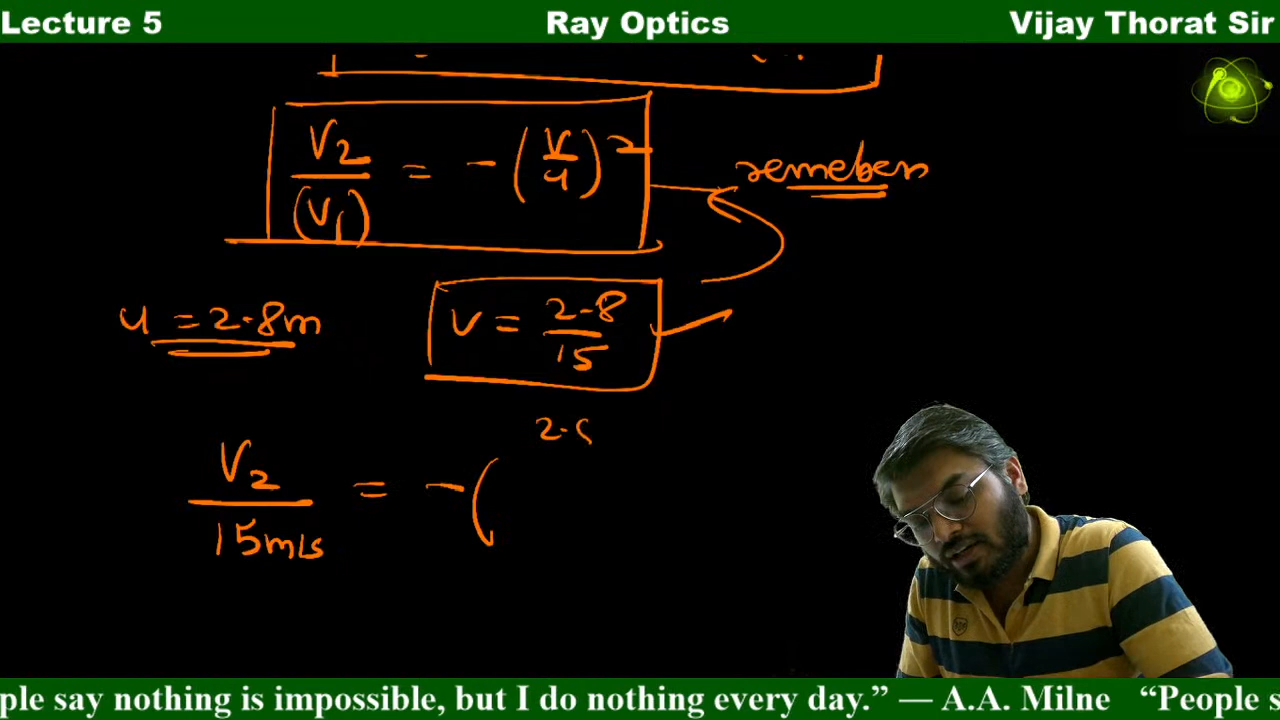 Lecture 5 Ray Optics Vijay Thorat Sir
V2/(V1) = -(v/u)^2 remeber
u = 2.8m v = 2.8/15
2.8
V2/15m/s = -(
ple say nothing is impossible, but I do nothing every day.” — A.A. Milne “People s